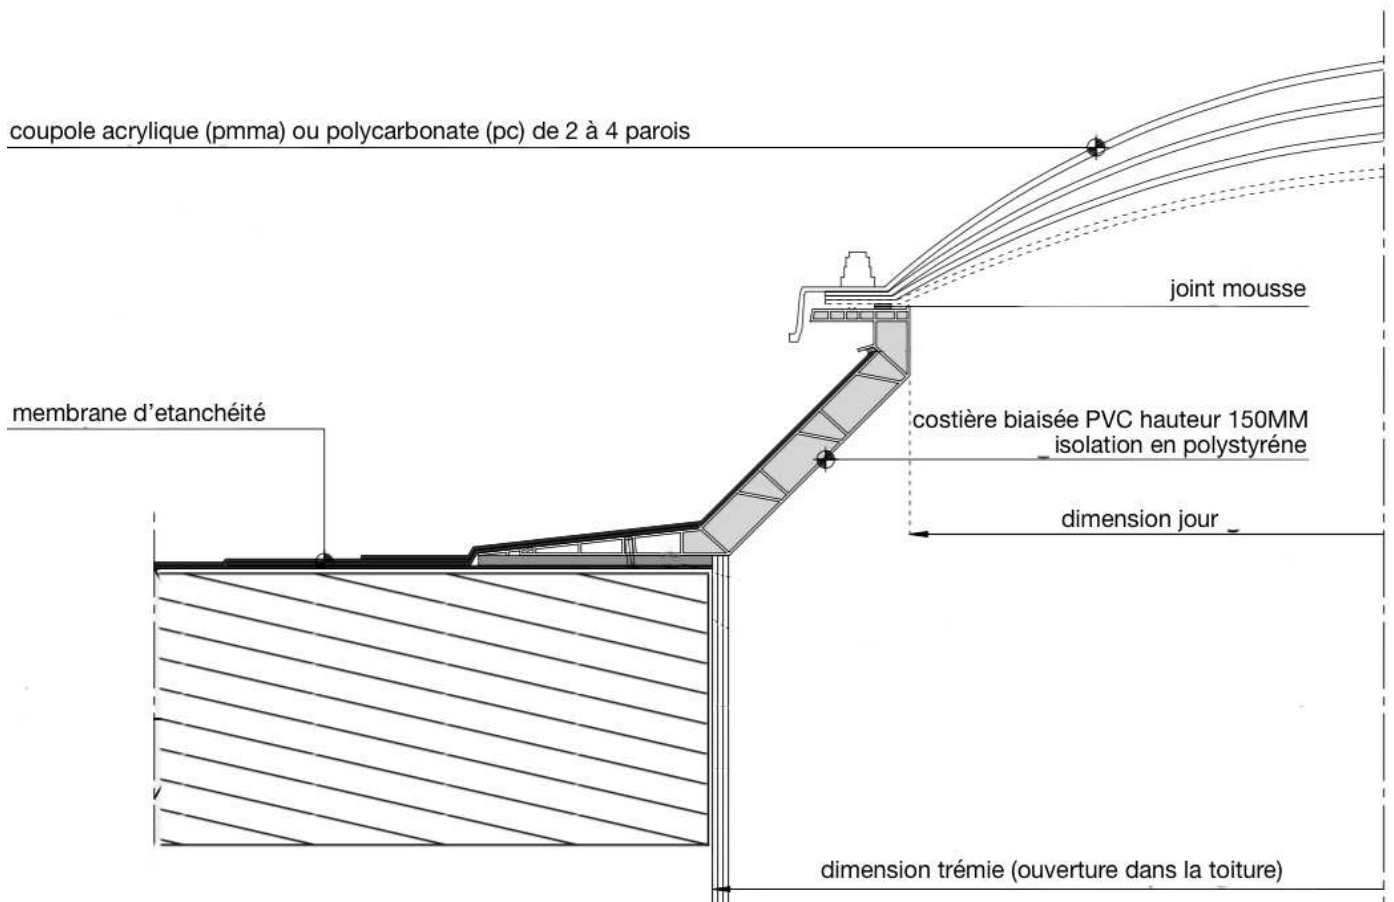 coupole acrylique (pmma) ou polycarbonate (pc) de 2 à 4 parois
joint mousse
membrane d’etanchéité
costière biaisée PVC hauteur 150MM
isolation en polystyréne
dimension jour
dimension trémie (ouverture dans la toiture)